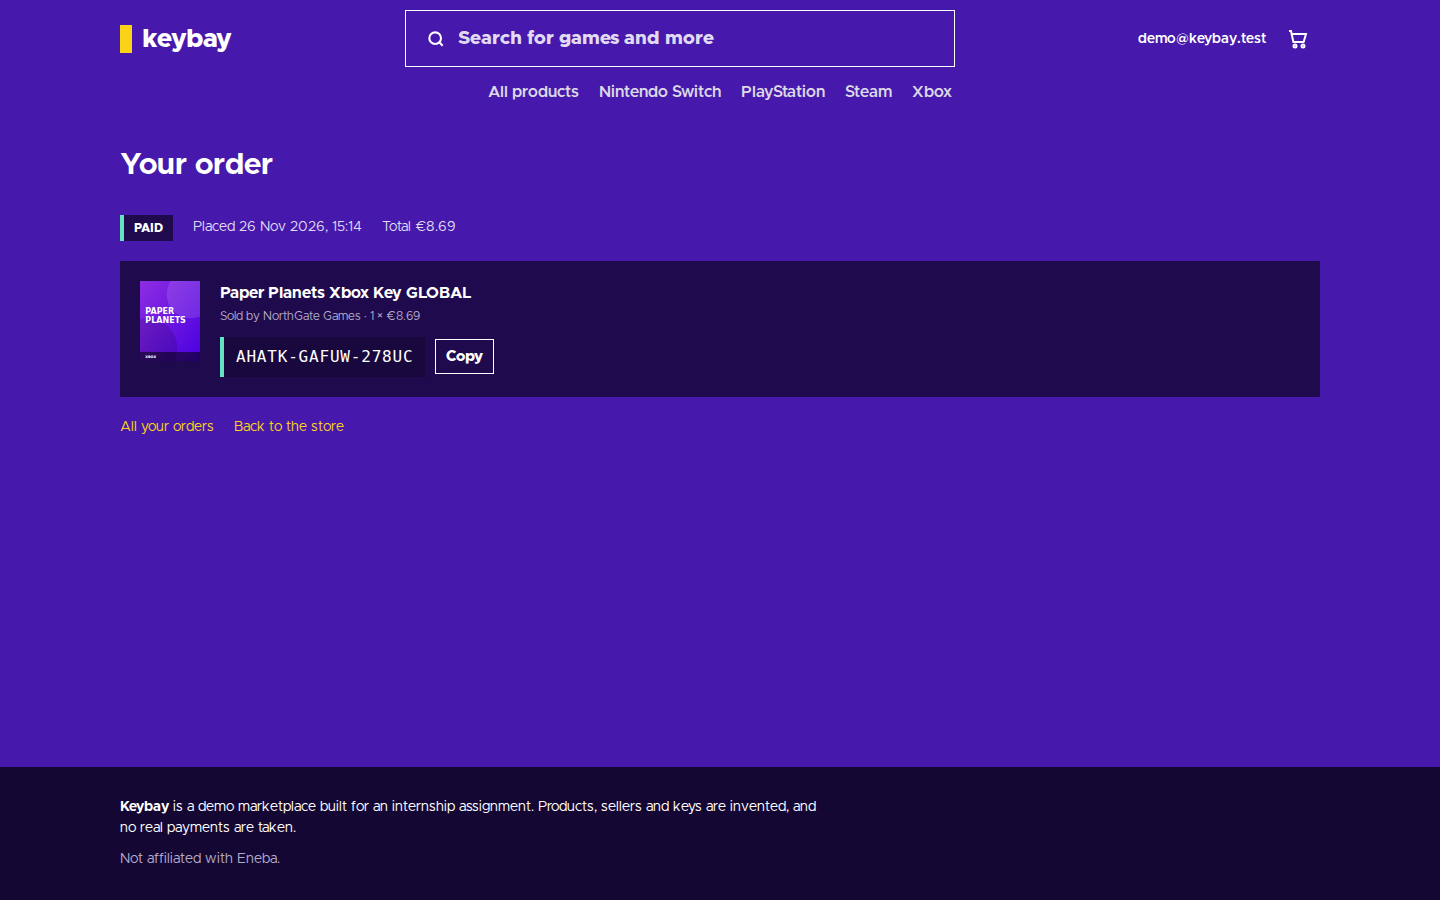 keybay
Search for games and more
demo@keybay.test
All products Nintendo Switch PlayStation Steam Xbox
Your order
PAID Placed 26 Nov 2026, 15:14 Total €8.69
PAPER
PLANETS
XBOX
Paper Planets Xbox Key GLOBAL
Sold by NorthGate Games · 1 × €8.69
AHATK-GAFUW-278UC Copy
All your orders Back to the store
Keybay is a demo marketplace built for an internship assignment. Products, sellers and keys are invented, and
no real payments are taken.
Not affiliated with Eneba.